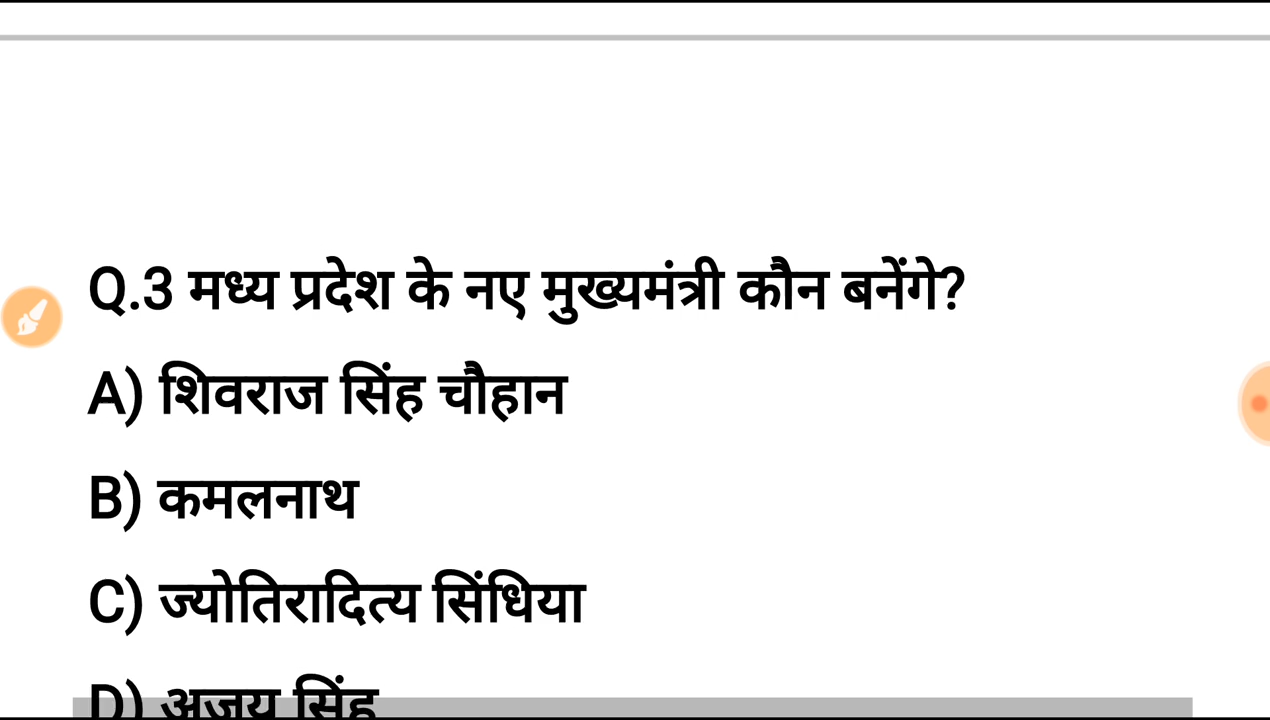 Q.3 मध्य प्रदेश के नए मुख्यमंत्री कौन बनेंगे?
A) शिवराज सिंह चौहान
B) कमलनाथ
C) ज्योतिरादित्य सिंधिया
D) अजय सिंह